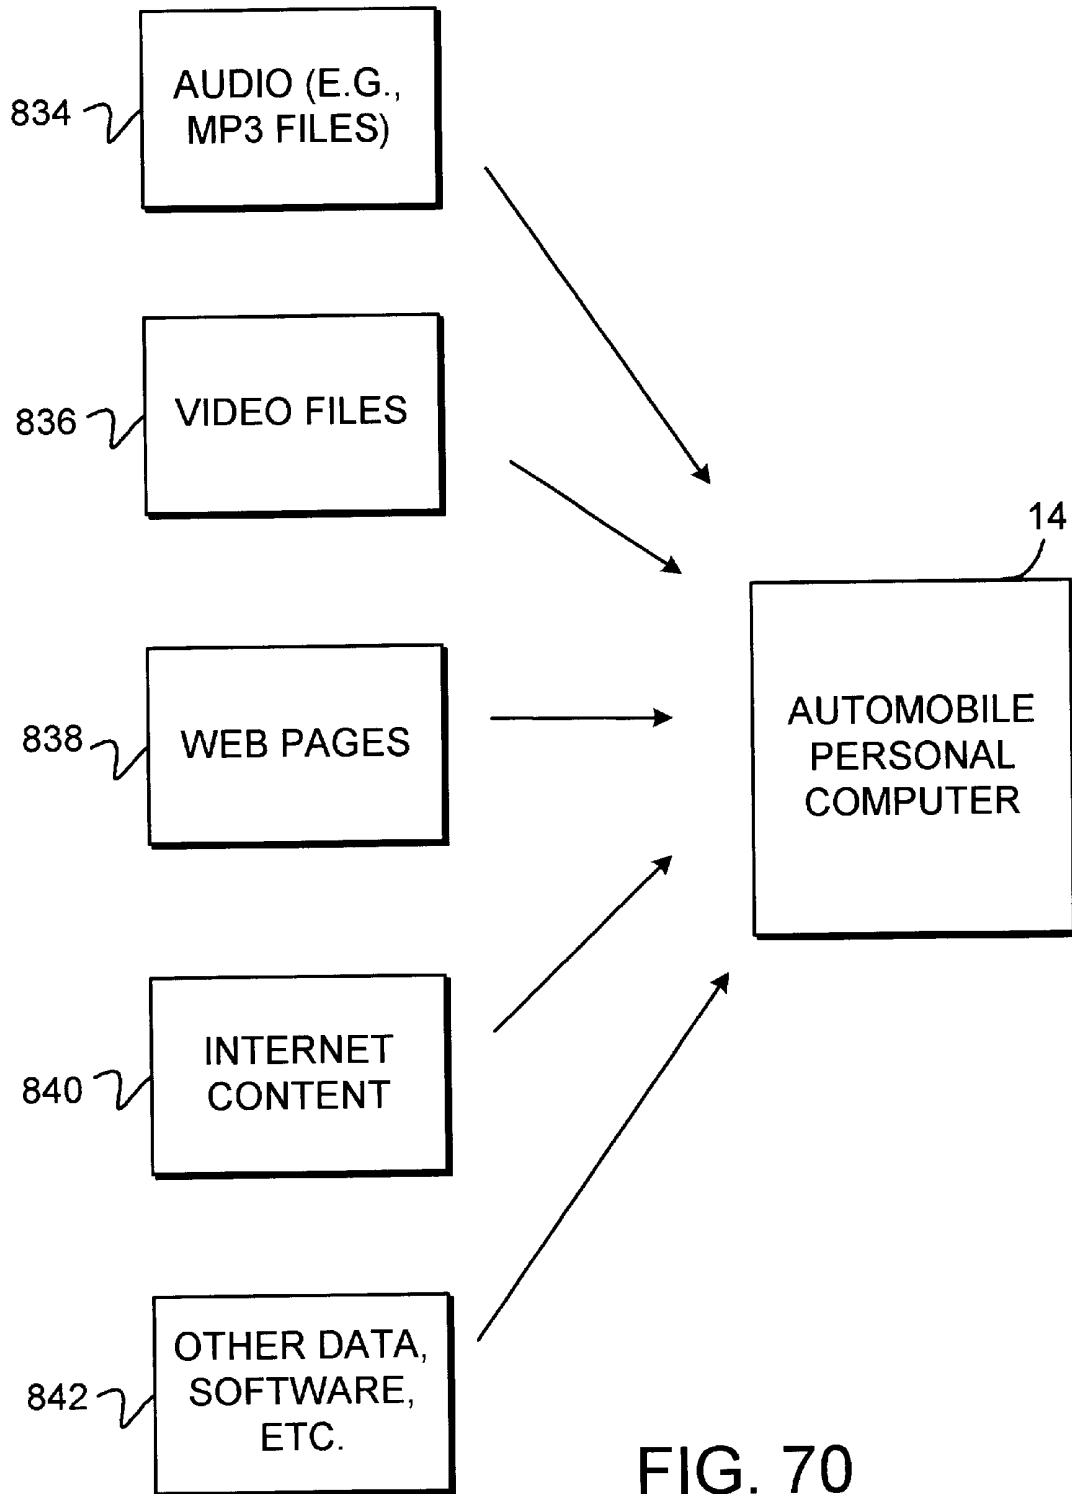 834
AUDIO (E.G.,
MP3 FILES)
836
VIDEO FILES
14
838
WEB PAGES
AUTOMOBILE
PERSONAL
COMPUTER
840
INTERNET
CONTENT
842
OTHER DATA,
SOFTWARE,
ETC.
FIG. 70